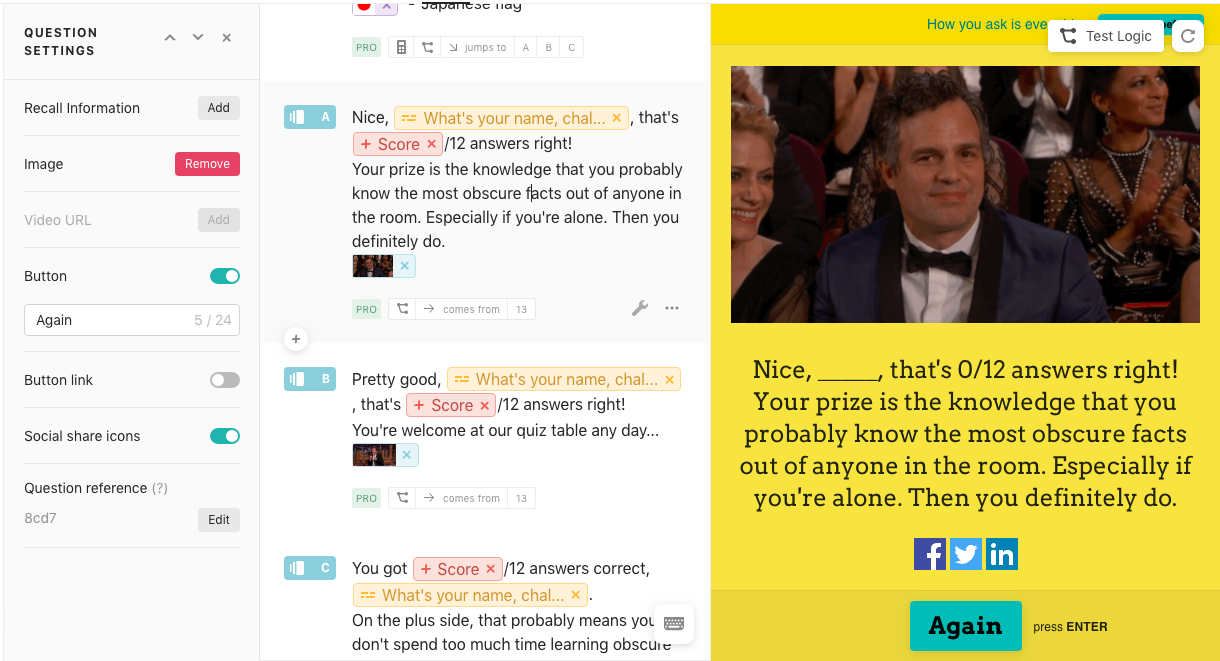 QUESTION
SETTINGS
Recall Information
Add
Image
Remove
Video URL
Add
Button
Again
5 / 24
Button link
Social share icons
Question reference (?)
8cd7
Edit
- Japanese flag
PRO
jumps to
A
B
C
A
Nice, What's your name, chal... ×, that's
+ Score ×/12 answers right!
Your prize is the knowledge that you probably
know the most obscure facts out of anyone in
the room. Especially if you're alone. Then you
definitely do.
PRO
comes from
13
B
Pretty good, What's your name, chal... ×
, that's + Score ×/12 answers right!
You're welcome at our quiz table any day...
PRO
comes from
13
C
You got + Score ×/12 answers correct,
What's your name, chal... ×.
On the plus side, that probably means you
don't spend too much time learning obscure
How you ask is
Test Logic
Nice, _____, that's 0/12 answers right!
Your prize is the knowledge that you
probably know the most obscure facts
out of anyone in the room. Especially if
you're alone. Then you definitely do.
f
in
Again
press ENTER